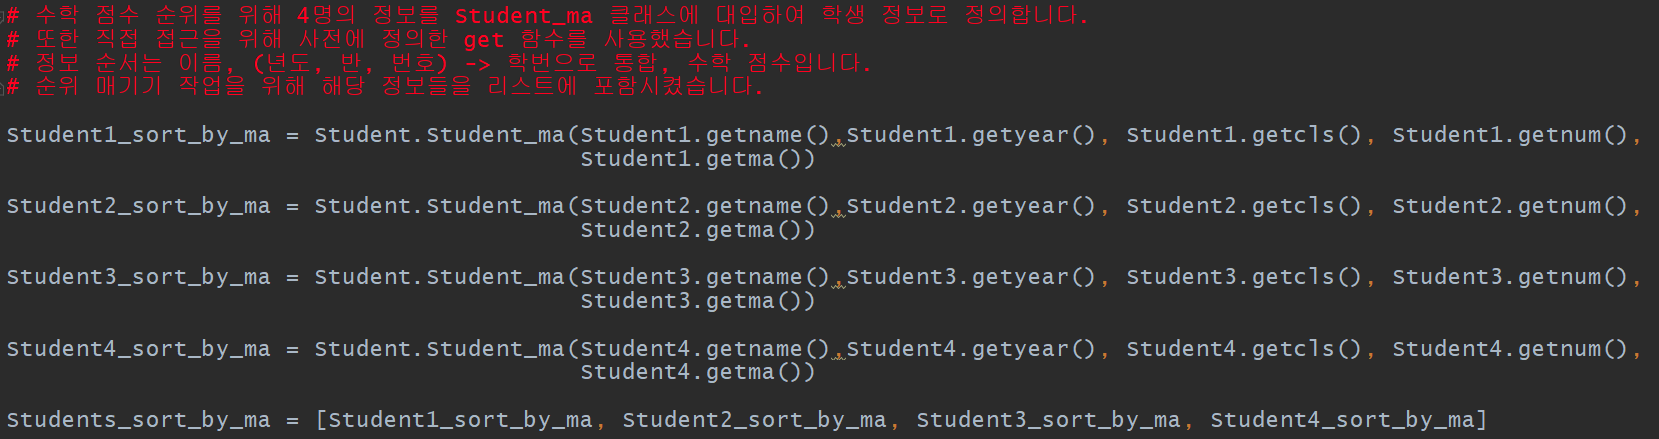 # 수학 점수 순위를 위해 4명의 정보를 Student_ma 클래스에 대입하여 학생 정보로 정의합니다.
# 또한 직접 접근을 위해 사전에 정의한 get 함수를 사용했습니다.
# 정보 순서는 이름, (년도, 반, 번호) -> 학번으로 통합, 수학 점수입니다.
# 순위 매기기 작업을 위해 해당 정보들을 리스트에 포함시켰습니다.
Student1_sort_by_ma = Student.Student_ma(Student1.getname(),Student1.getyear(), Student1.getcls(), Student1.getnum(),
Student1.getma())
Student2_sort_by_ma = Student.Student_ma(Student2.getname(),Student2.getyear(), Student2.getcls(), Student2.getnum(),
Student2.getma())
Student3_sort_by_ma = Student.Student_ma(Student3.getname(),Student3.getyear(), Student3.getcls(), Student3.getnum(),
Student3.getma())
Student4_sort_by_ma = Student.Student_ma(Student4.getname(),Student4.getyear(), Student4.getcls(), Student4.getnum(),
Student4.getma())
Students_sort_by_ma = [Student1_sort_by_ma, Student2_sort_by_ma, Student3_sort_by_ma, Student4_sort_by_ma]